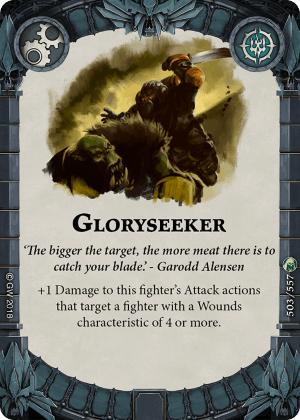 GLORYSEEKER
‘The bigger the target, the more meat there is to
catch your blade.’ - Garodd Alensen
+1 Damage to this fighter's Attack actions
that target a fighter with a Wounds
characteristic of 4 or more.
© GW 2018
503/557